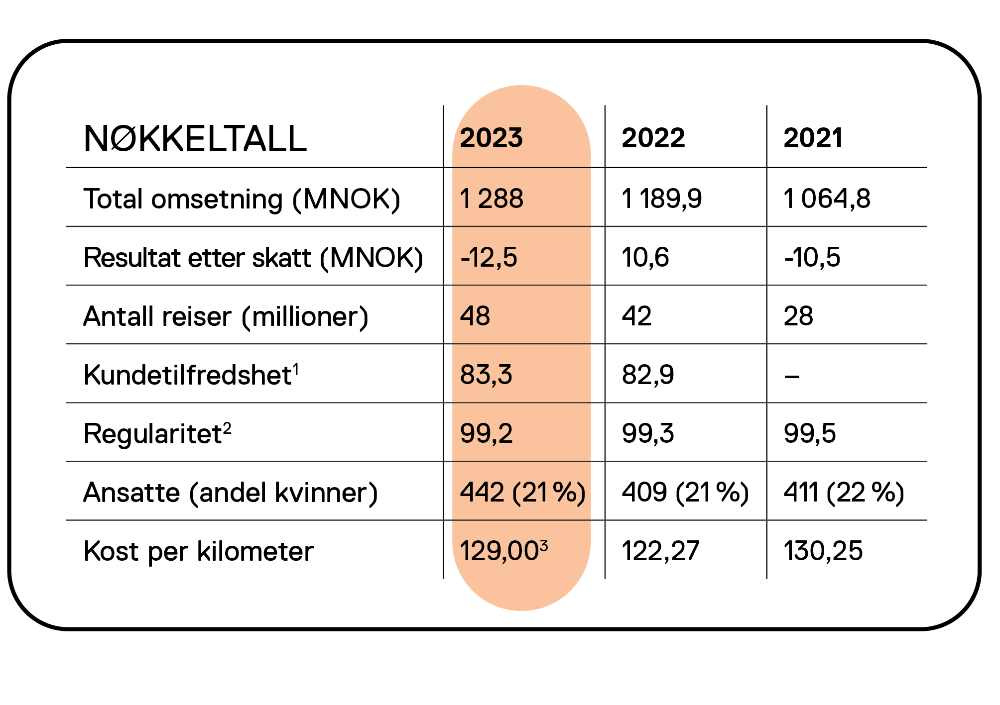 NØKKELTALL 2023 2022 2021
Total omsetning (MNOK) 1 288 1 189,9 1 064,8
Resultat etter skatt (MNOK) -12,5 10,6 -10,5
Antall reiser (millioner) 48 42 28
Kundetilfredshet¹ 83,3 82,9 –
Regularitet² 99,2 99,3 99,5
Ansatte (andel kvinner) 442 (21 %) 409 (21 %) 411 (22 %)
Kost per kilometer 129,00³ 122,27 130,25